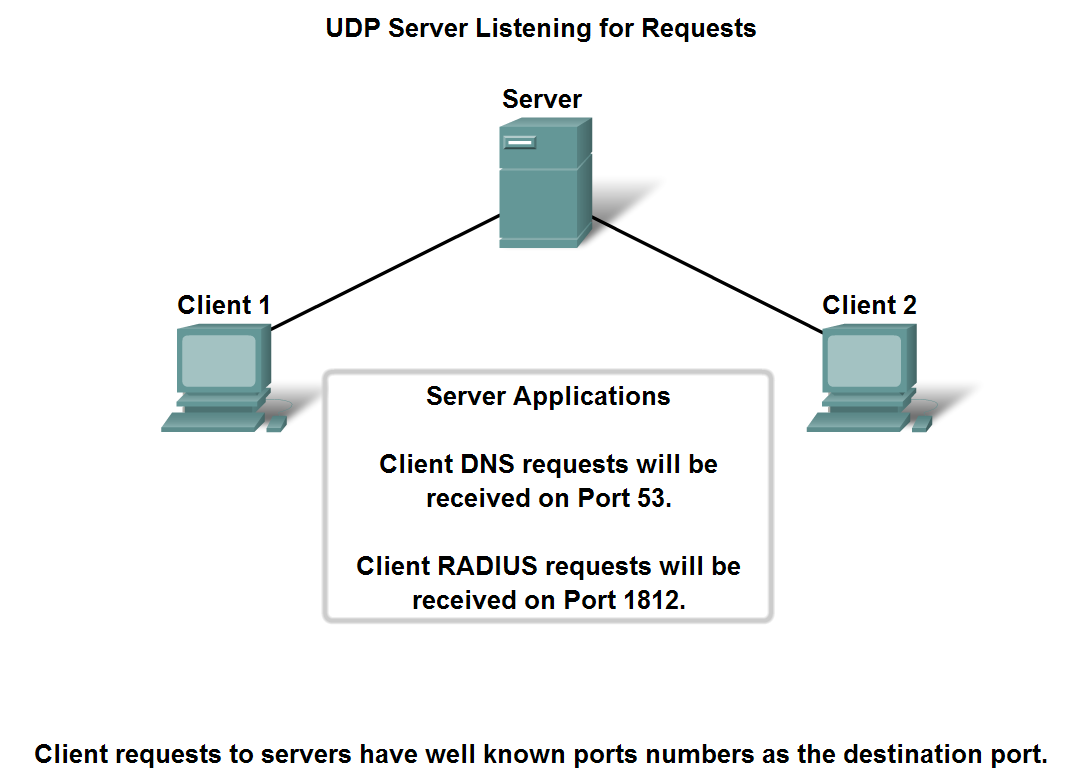 UDP Server Listening for Requests
Server
Client 1
Client 2
Server Applications
Client DNS requests will be
received on Port 53.
Client RADIUS requests will be
received on Port 1812.
Client requests to servers have well known ports numbers as the destination port.